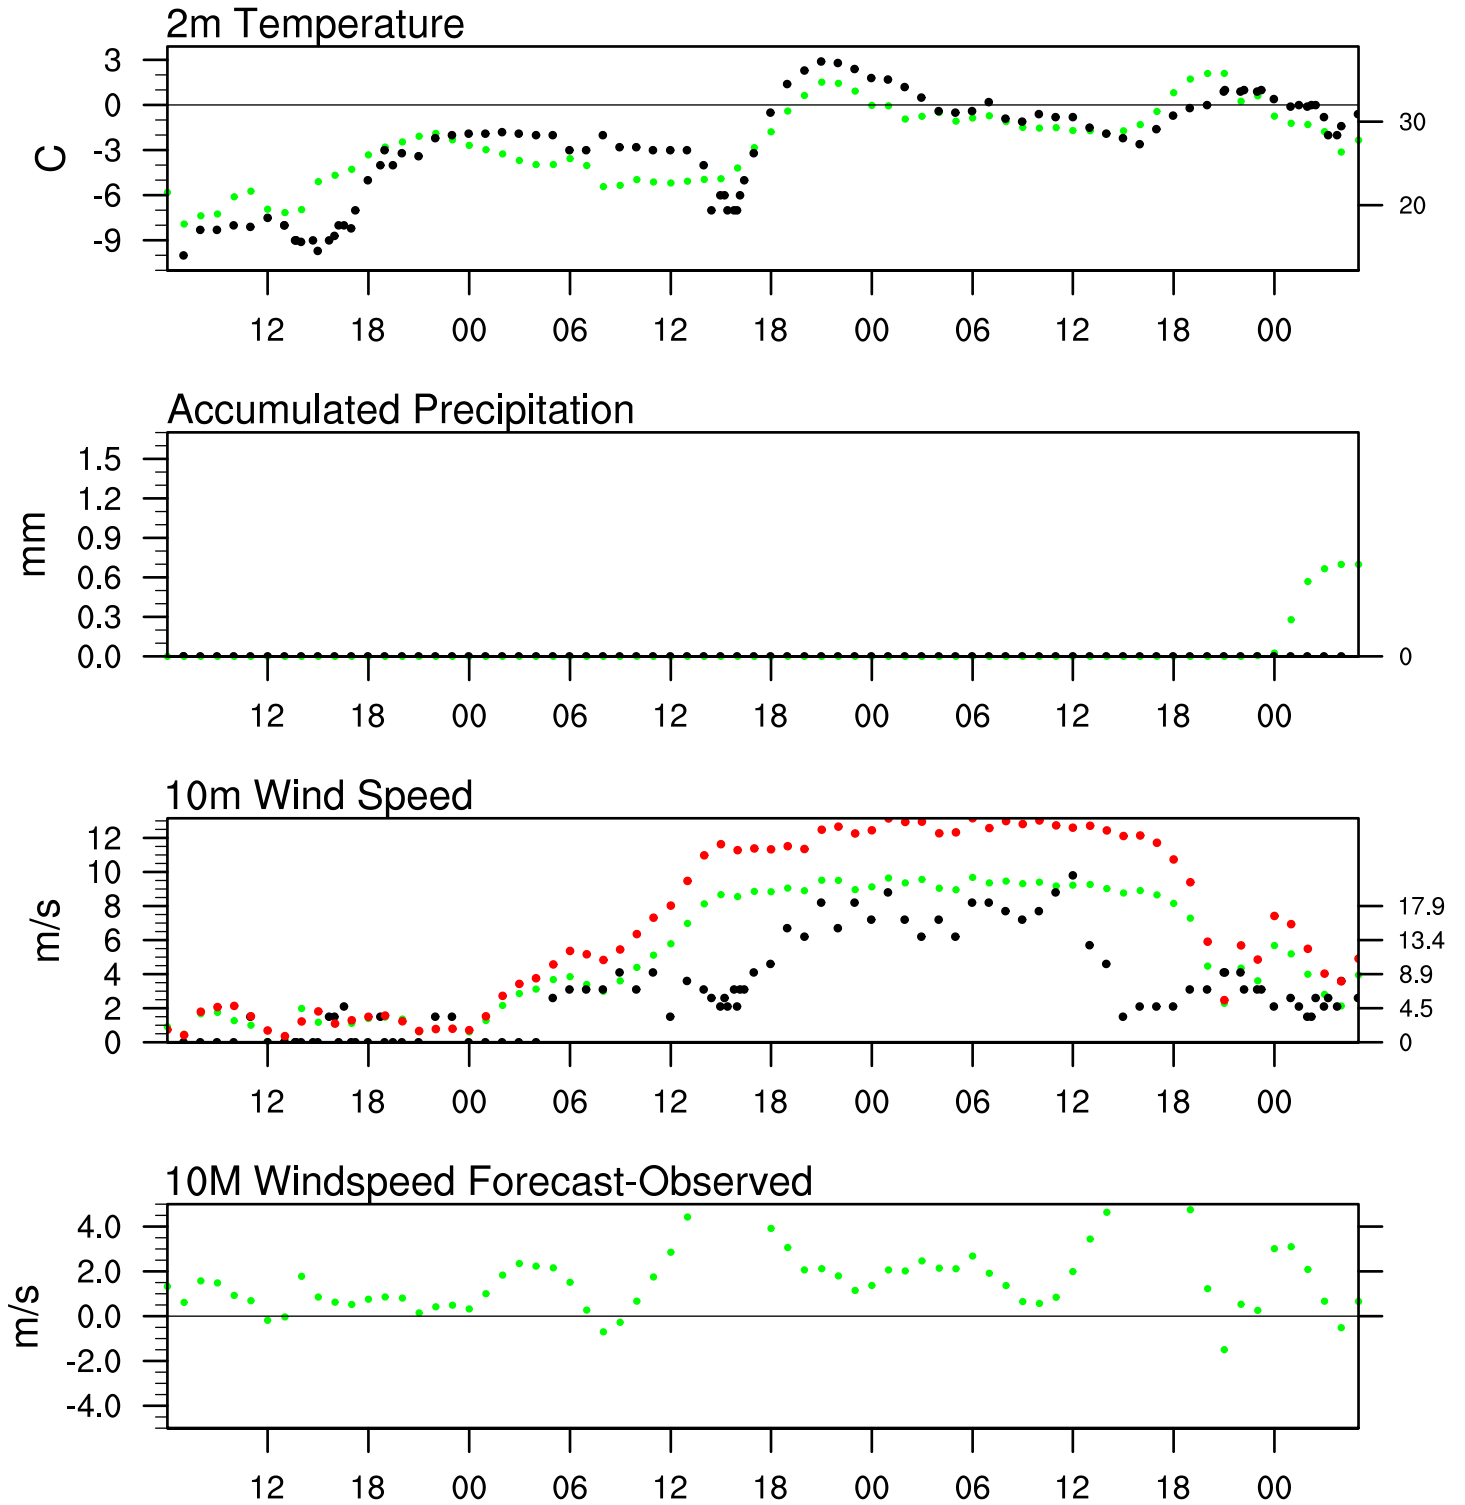 2m Temperature
3
0
-3
-6
-9
C
30
20
12 18 00 06 12 18 00 06 12 18 00
Accumulated Precipitation
1.5
1.2
0.9
0.6
0.3
0.0
mm
0
12 18 00 06 12 18 00 06 12 18 00
10m Wind Speed
12
10
8
6
4
2
0
m/s
17.9
13.4
8.9
4.5
0
12 18 00 06 12 18 00 06 12 18 00
10M Windspeed Forecast-Observed
4.0
2.0
0.0
-2.0
-4.0
m/s
12 18 00 06 12 18 00 06 12 18 00